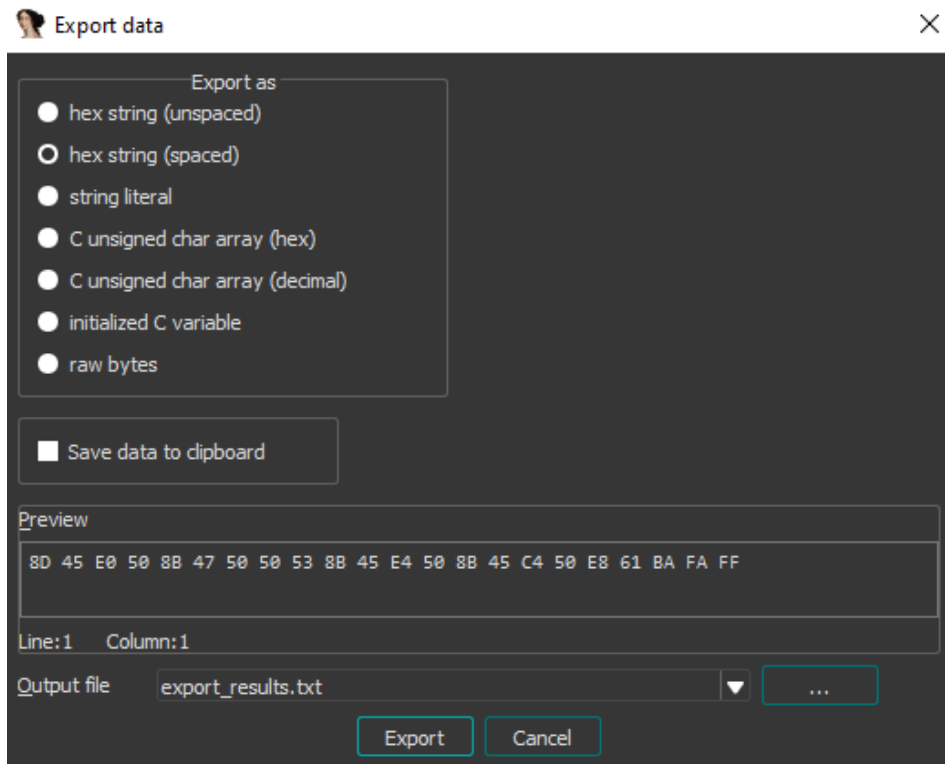 Export data
Export as
hex string (unspaced)
hex string (spaced)
string literal
C unsigned char array (hex)
C unsigned char array (decimal)
initialized C variable
raw bytes
Save data to clipboard
Preview
8D 45 E0 50 8B 47 50 50 53 8B 45 E4 50 8B 45 C4 50 E8 61 BA FA FF
Line:1 Column:1
Output file export_results.txt ...
Export Cancel